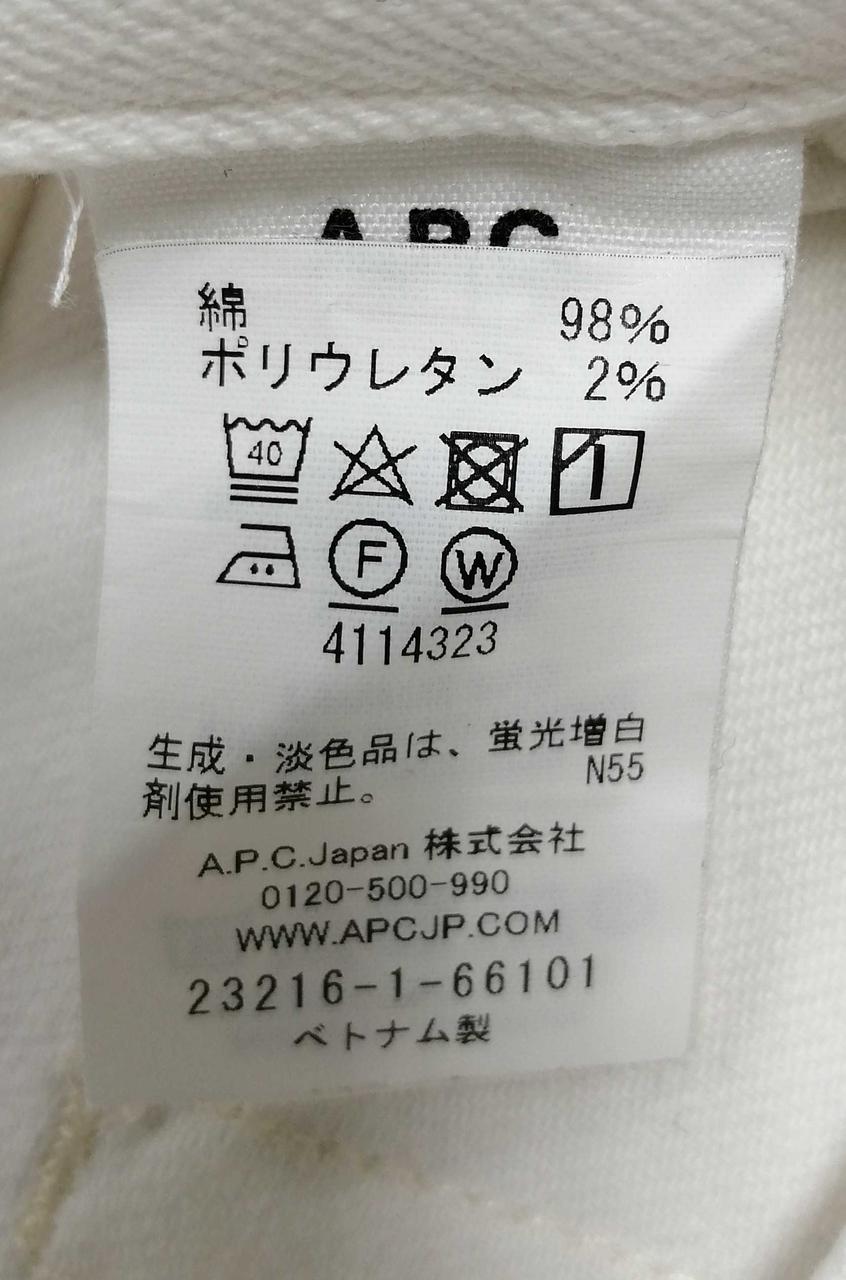 APC
綿 98%
ポリウレタン 2%
40
F W
4114323
生成・淡色品は、蛍光増白
剤使用禁止。 N55
A.P.C.Japan 株式会社
0120-500-990
WWW.APCJP.COM
23216-1-66101
ベトナム製